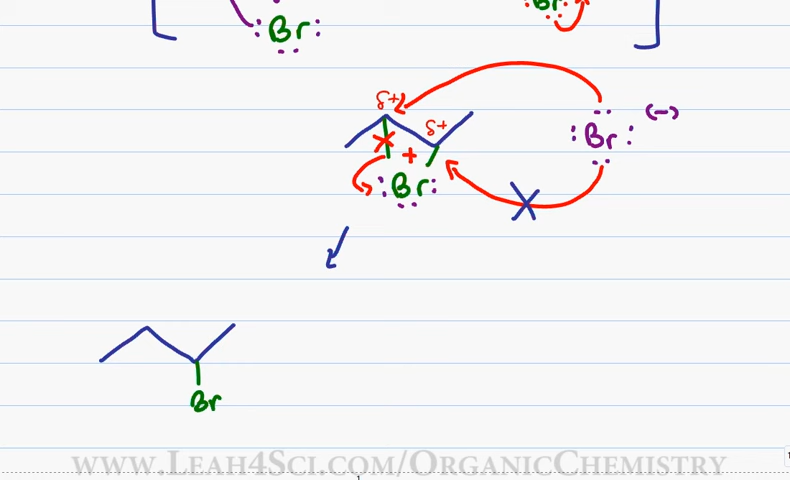 :Br: Br
δ+ δ+ :Br: (-)
+
:Br:
Br
WWW.LEAH4SCI.COM/ORGANICCHEMISTRY